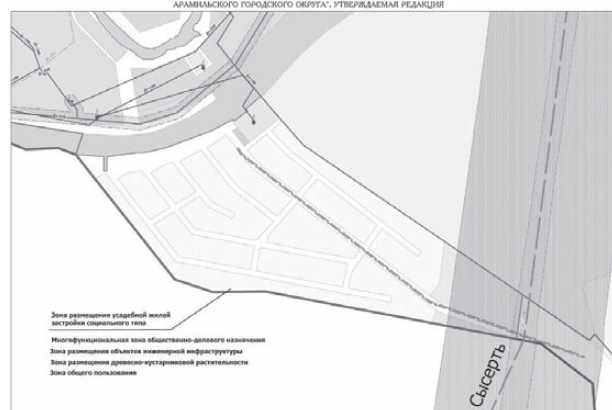 АРАМИЛЬСКОГО ГОРОДСКОГО ОКРУГА". УТВЕРЖДАЕМАЯ РЕДАКЦИЯ
Зона размещения усадебной жилой
застройки социального типа
Многофункциональная зона общественно-делового назначения
Зона размещения объектов инженерной инфраструктуры
Зона размещения древесно-кустарниковой растительности
Зона общего пользования
Сысерть